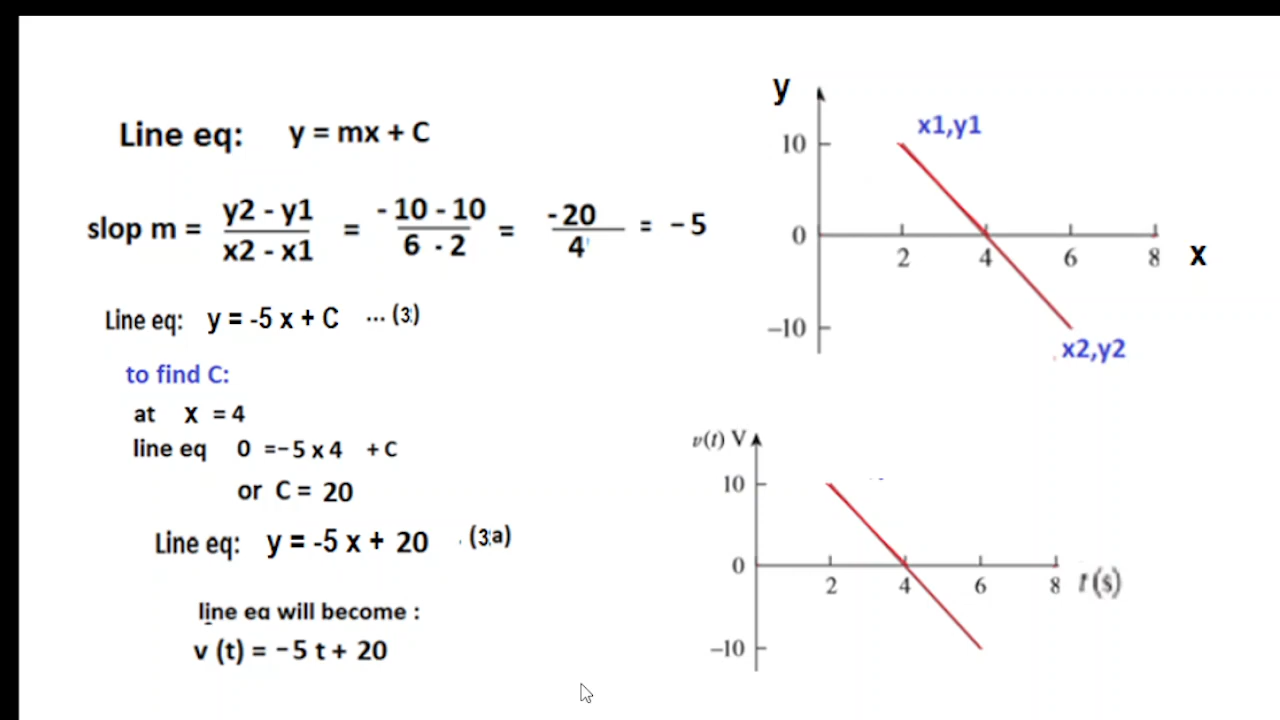 Line eq: y = mx + C
slop m = y2 - y1 / x2 - x1 = - 10 - 10 / 6 - 2 = - 20 / 4 = - 5
Line eq: y = -5 x + C ... (3)
to find C:
at x = 4
line eq 0 = - 5 x 4 + C
or C = 20
Line eq: y = -5 x + 20 . (3a)
line ea will become :
v (t) = - 5 t + 20
y
x1,y1
10
0
2 4 6 8 x
-10
x2,y2
v(t) V
10
0
2 4 6 8 t (s)
-10